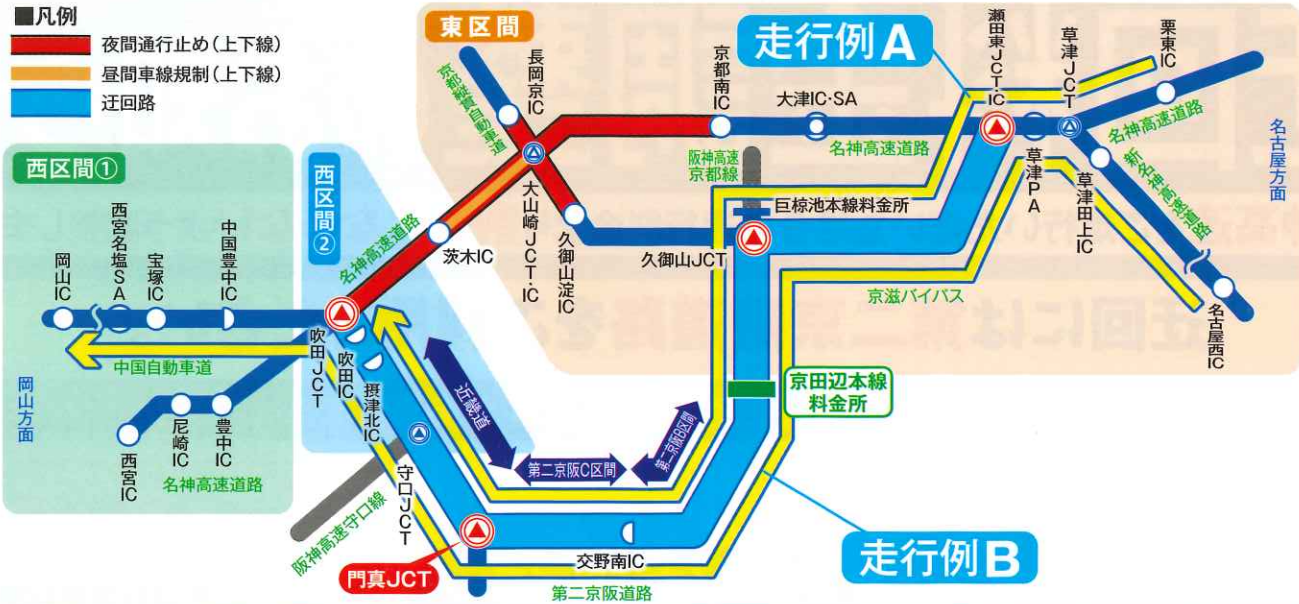 ■凡例
夜間通行止め(上下線)
昼間車線規制(上下線)
迂回路
東区間
走行例A
京都縦貫自動車道
長岡京IC
京都南IC
大津IC・SA
名神高速道路
瀬田東JCT・IC
草津JCT
栗東IC
名神高速道路
名古屋方面
新名神高速道路
草津PA
草津田上IC
名古屋西IC
阪神高速
京都線
巨椋池本線料金所
久御山JCT
久御山淀IC
大山崎JCT・IC
茨木IC
名神高速道路
京滋バイパス
西区間①
西区間②
岡山IC
西宮名塩SA
宝塚IC
中国豊中IC
中国自動車道
岡山方面
西宮IC
尼崎IC
豊中IC
名神高速道路
吹田JCT
吹田IC
摂津北IC
守口JCT
阪神高速守口線
近畿道
第二京阪C区間
第二京阪B区間
京田辺本線
料金所
門真JCT
交野南IC
第二京阪道路
走行例B